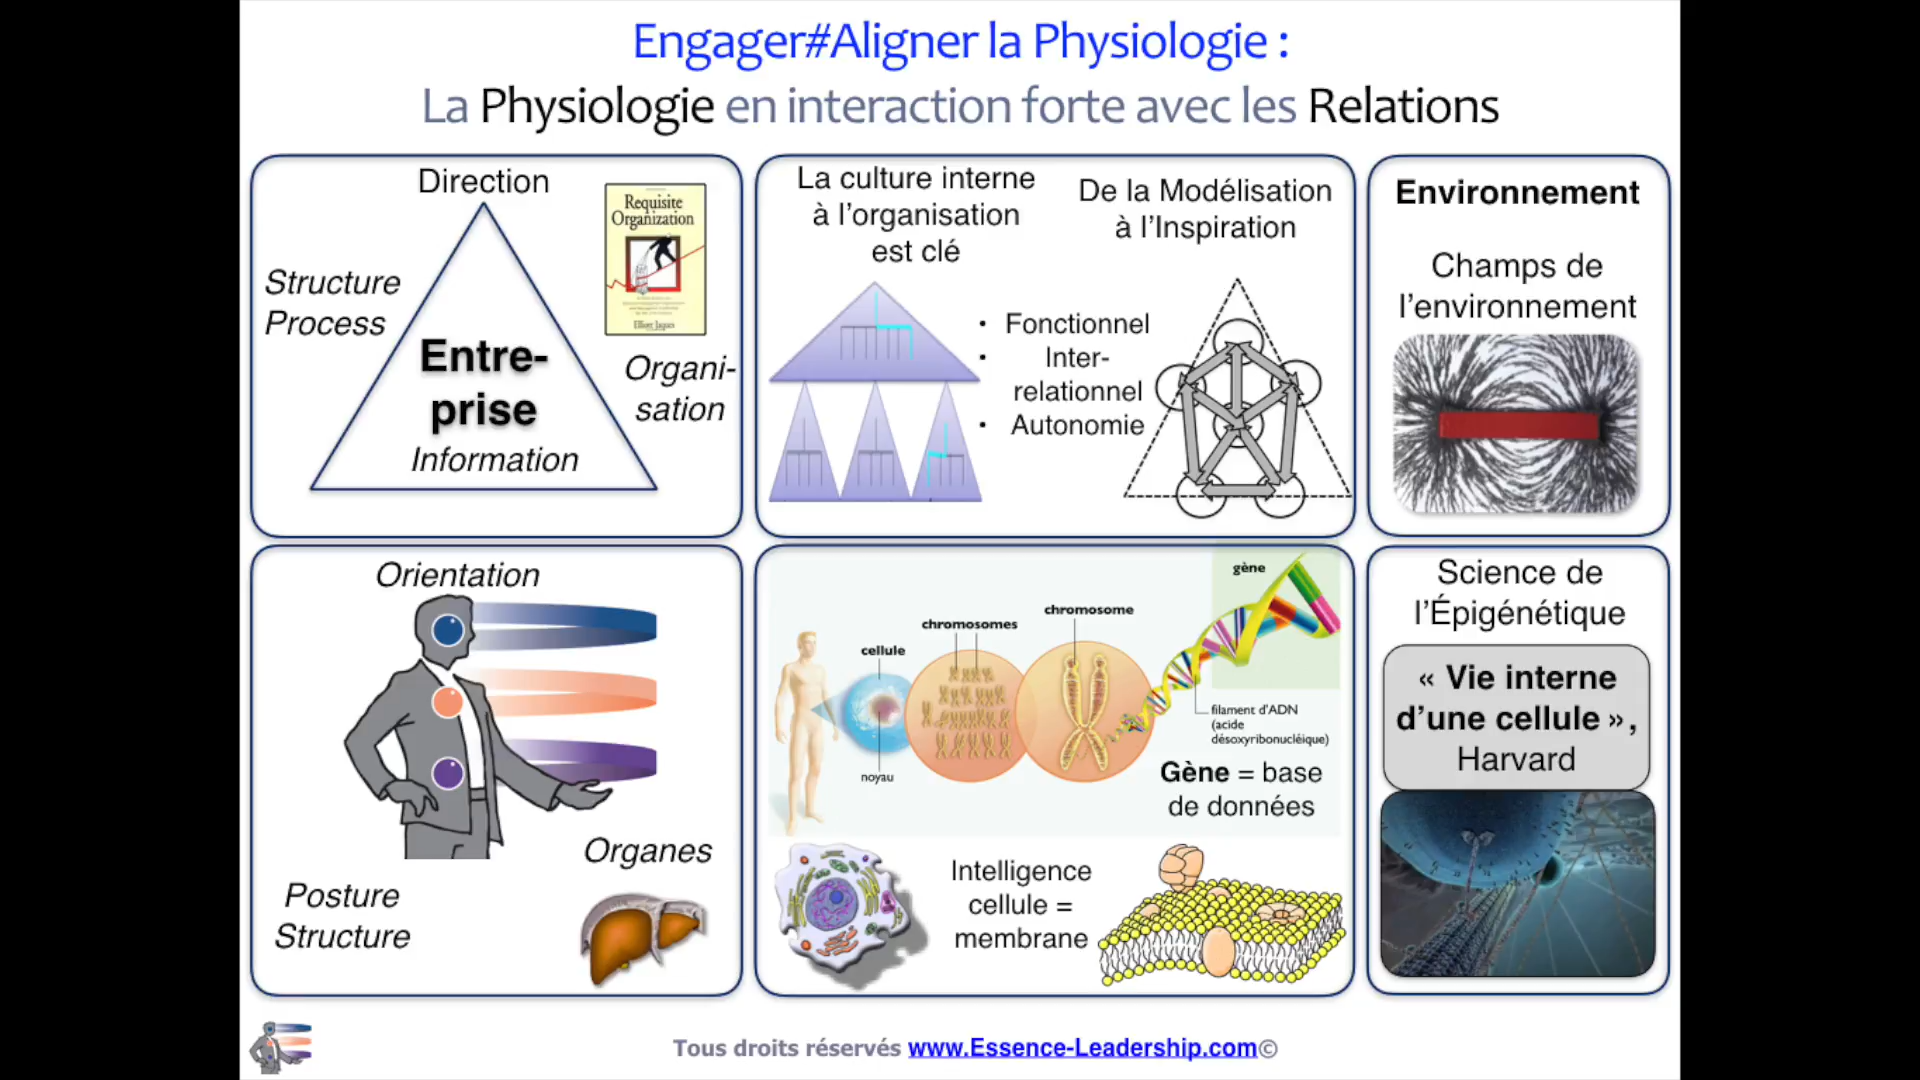 Engager#Aligner la Physiologie :
La Physiologie en interaction forte avec les Relations
Direction
Structure
Process
Entre-
prise
Information
Requisite
Organization
Elliott Jaques
Organi-
sation
La culture interne
à l’organisation
est clé
De la Modélisation
à l’Inspiration
• Fonctionnel
• Inter-
relationnel
• Autonomie
Environnement
Champs de
l’environnement
Orientation
Organes
Posture
Structure
gène
chromosome
chromosomes
cellule
noyau
filament d’ADN
(acide
désoxyribonucléique)
Gène = base
de données
Intelligence
cellule =
membrane
Science de
l’Épigénétique
« Vie interne
d’une cellule »,
Harvard
Tous droits réservés www.Essence-Leadership.com©